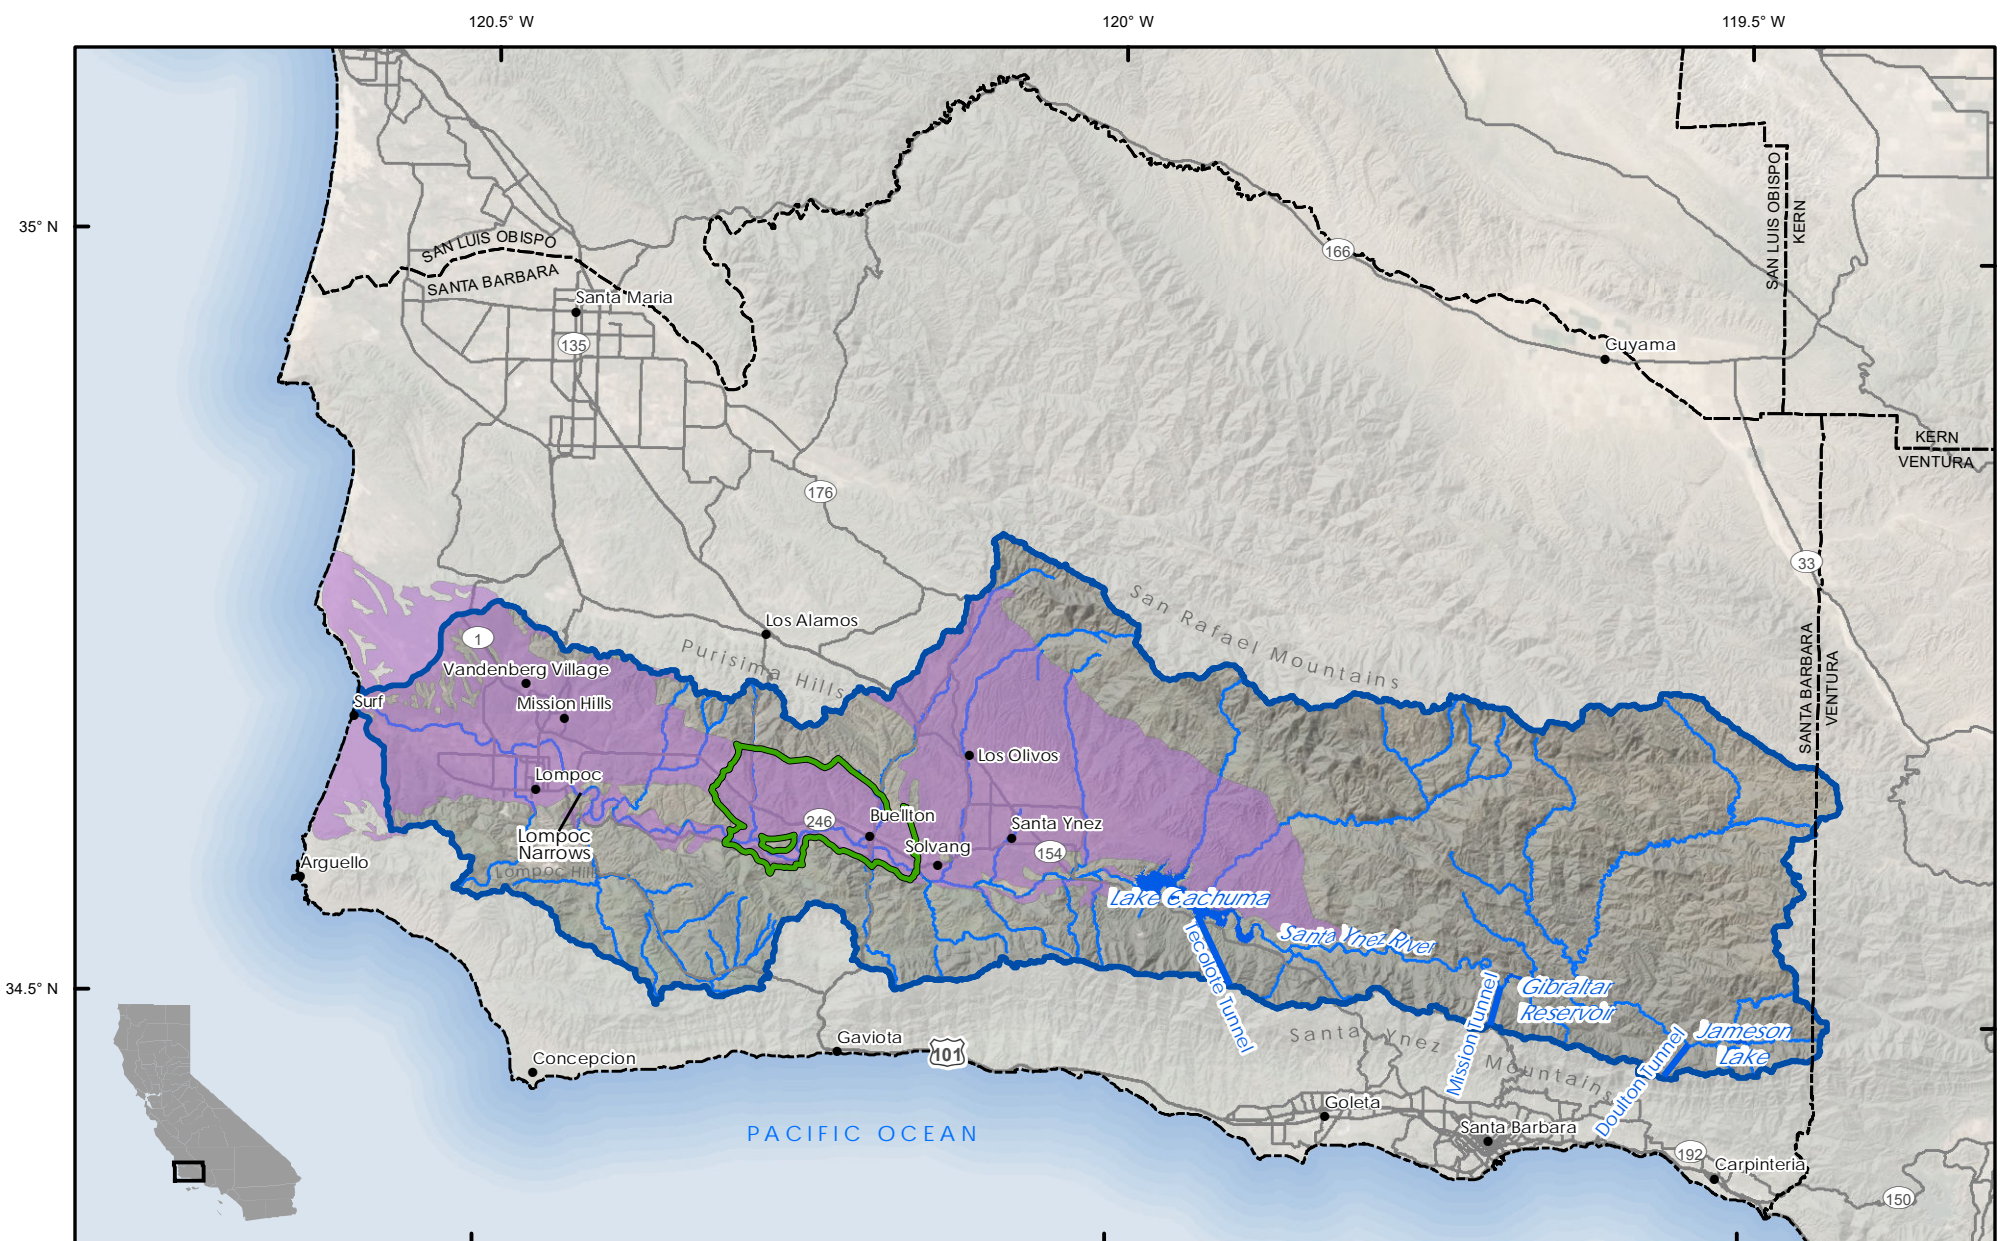 120.5° W
120° W
119.5° W
35° N
34.5° N
SAN LUIS OBISPO
SANTA BARBARA
SAN LUIS OBISPO
KERN
KERN
VENTURA
SANTA BARBARA
VENTURA
166
Santa Maria
135
Cuyama
176
33
San Rafael Mountains
Los Alamos
Purisima Hills
1
Vandenberg Village
Mission Hills
Surf
Los Olivos
Lompoc
246
Buellton
Santa Ynez
Lompoc
Narrows
Solvang
154
Arguello
Lompoc Hills
Lake Cachuma
Santa Ynez River
Tecolote Tunnel
Mission Tunnel
Gibraltar
Reservoir
Jameson
Lake
Doulton Tunnel
Santa Ynez Mountains
Gaviota
101
Concepcion
Goleta
PACIFIC OCEAN
Santa Barbara
192
Carpinteria
150